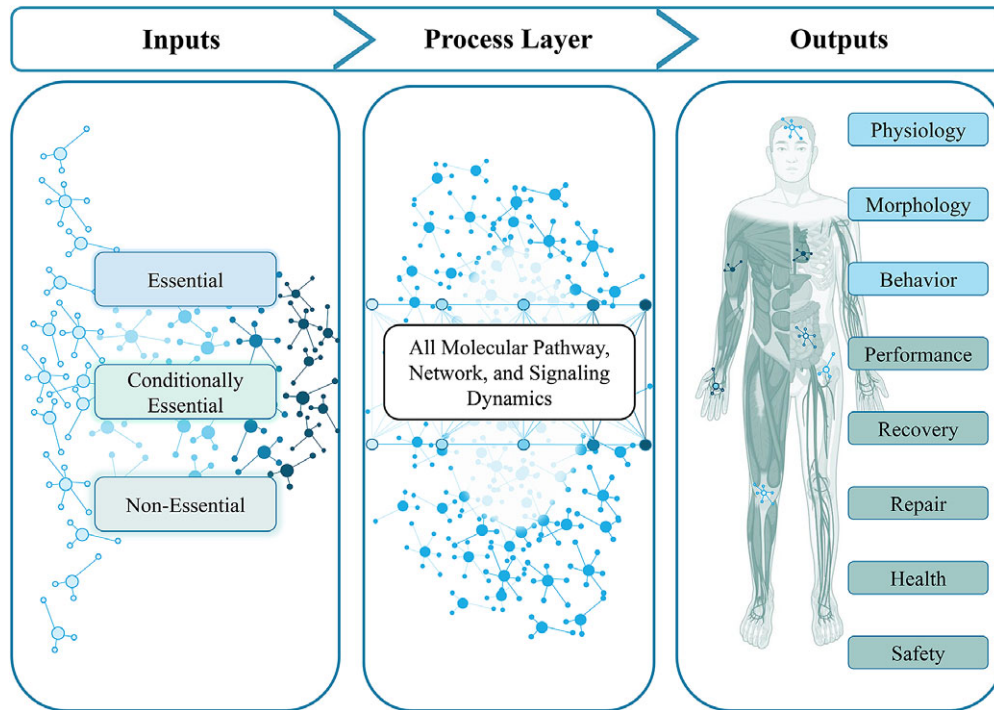 Inputs
Process Layer
Outputs
Essential
Conditionally
Essential
Non-Essential
All Molecular Pathway,
Network, and Signaling
Dynamics
Physiology
Morphology
Behavior
Performance
Recovery
Repair
Health
Safety